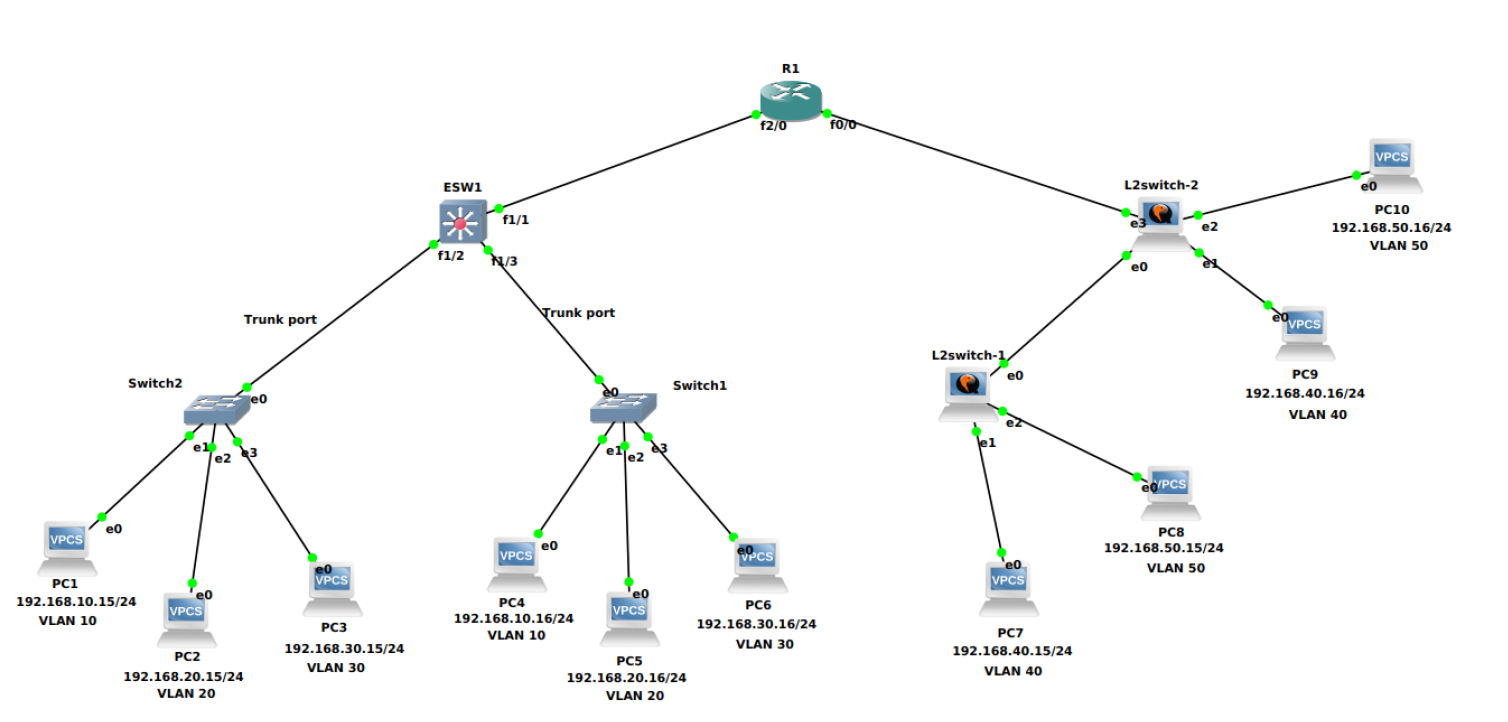 R1
f2/0
f0/0
VPCS
e0
PC10
192.168.50.16/24
VLAN 50
ESW1
f1/1
f1/2
f1/3
L2switch-2
e3
e2
e0
e1
Trunk port
Trunk port
e0
VPCS
PC9
192.168.40.16/24
VLAN 40
L2switch-1
e0
e1
e2
Switch2
e0
e1
e2
e3
Switch1
e0
e1
e2
e3
e0
VPCS
PC8
192.168.50.15/24
VLAN 50
VPCS
e0
PC1
192.168.10.15/24
VLAN 10
e0
VPCS
PC2
192.168.20.15/24
VLAN 20
e0
VPCS
PC3
192.168.30.15/24
VLAN 30
e0
VPCS
PC4
192.168.10.16/24
VLAN 10
e0
VPCS
PC5
192.168.20.16/24
VLAN 20
e0
VPCS
PC6
192.168.30.16/24
VLAN 30
e0
VPCS
PC7
192.168.40.15/24
VLAN 40